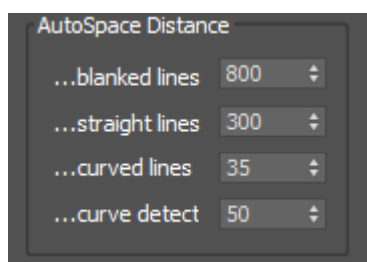 AutoSpace Distance
...blanked lines 800
...straight lines 300
...curved lines 35
...curve detect 50